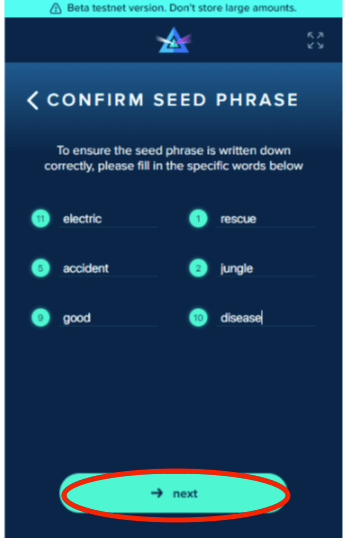 Beta testnet version. Don't store large amounts.
CONFIRM SEED PHRASE
To ensure the seed phrase is written down
correctly, please fill in the specific words below
11 electric
1 rescue
5 accident
2 jungle
9 good
10 disease
next